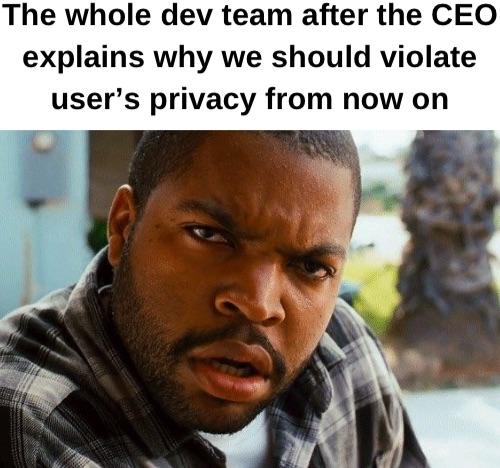 The whole dev team after the CEO
explains why we should violate
user’s privacy from now on